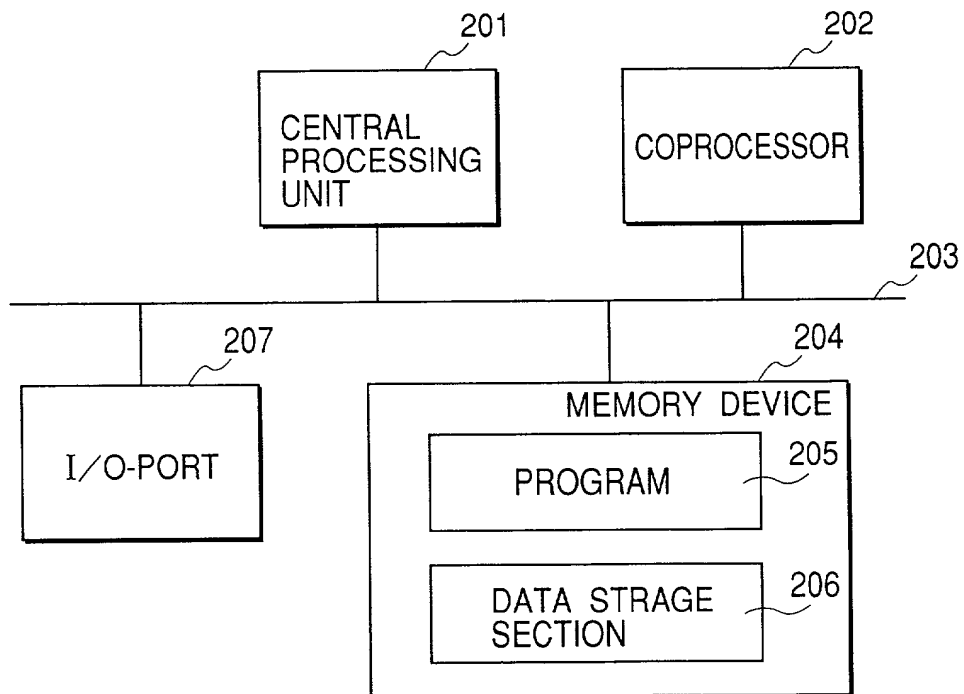 201
202
CENTRAL
PROCESSING
UNIT
COPROCESSOR
203
207
204
I/O-PORT
MEMORY DEVICE
PROGRAM
205
DATA STRAGE
SECTION
206